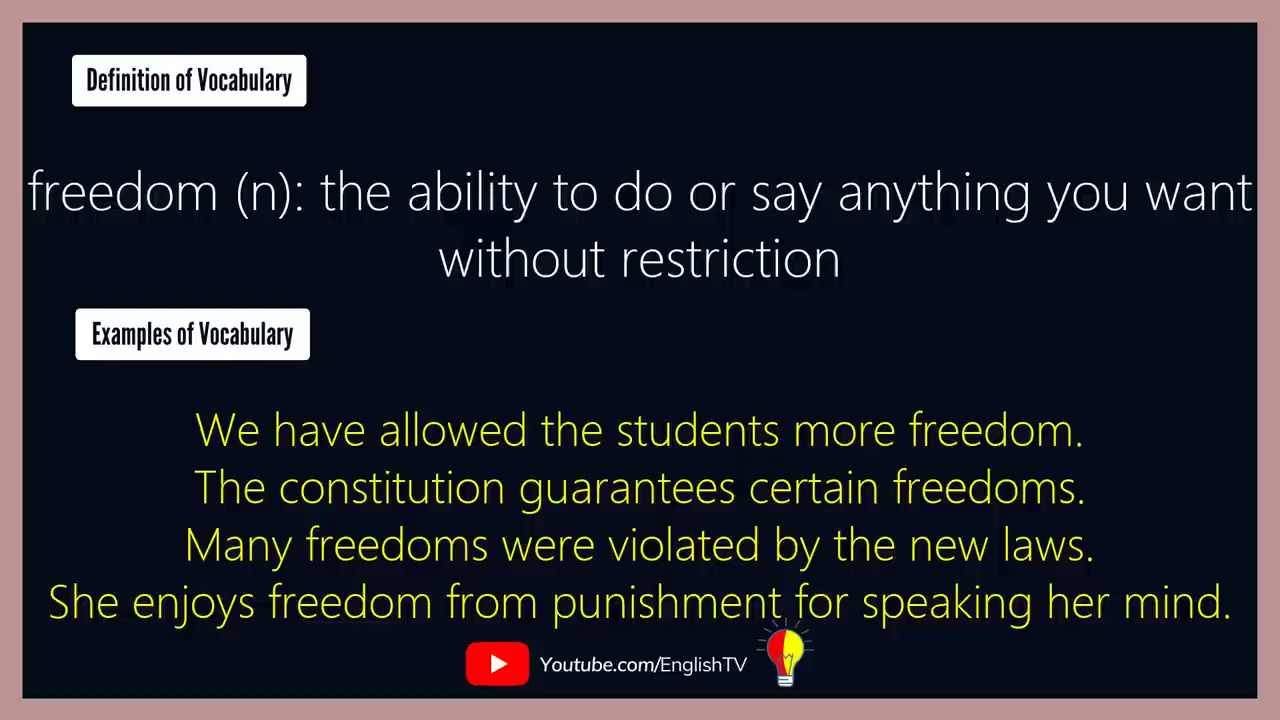 Definition of Vocabulary
freedom (n): the ability to do or say anything you want
without restriction
Examples of Vocabulary
We have allowed the students more freedom.
The constitution guarantees certain freedoms.
Many freedoms were violated by the new laws.
She enjoys freedom from punishment for speaking her mind.
Youtube.com/EnglishTV